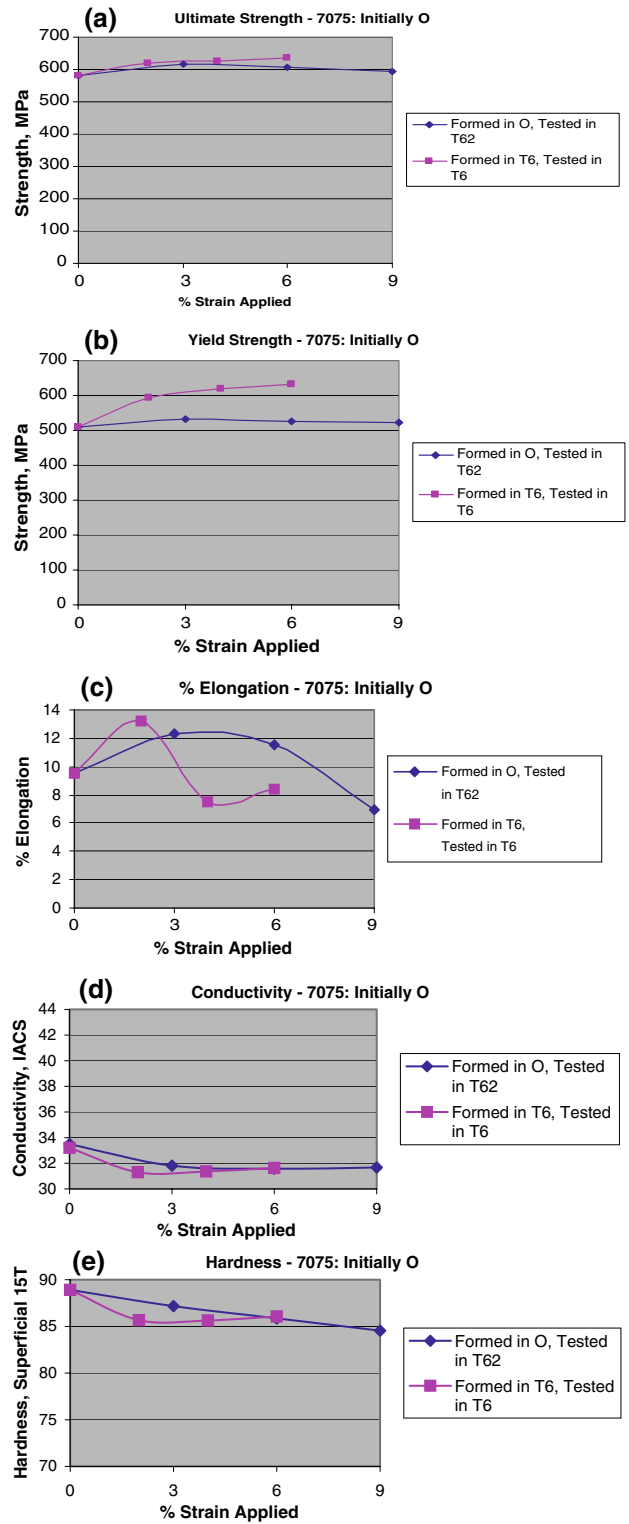 (a) Ultimate Strength - 7075: Initially O
Strength, MPa
700
600
500
400
300
200
100
0
0 3 6 9
% Strain Applied
Formed in O, Tested in
T62
Formed in T6, Tested in
T6
(b) Yield Strength - 7075: Initially O
Strength, MPa
700
600
500
400
300
200
100
0
0 3 6 9
% Strain Applied
Formed in O, Tested in
T62
Formed in T6, Tested in
T6
(c) % Elongation - 7075: Initially O
% Elongation
14
12
10
8
6
4
2
0
0 3 6 9
% Strain Applied
Formed in O, Tested
in T62
Formed in T6,
Tested in T6
(d) Conductivity - 7075: Initially O
Conductivity, IACS
44
42
40
38
36
34
32
30
0 3 6 9
% Strain Applied
Formed in O, Tested
in T62
Formed in T6, Tested
in T6
(e) Hardness - 7075: Initially O
Hardness, Superficial 15T
90
85
80
75
70
0 3 6 9
% Strain Applied
Formed in O, Tested
in T62
Formed in T6, Tested
in T6